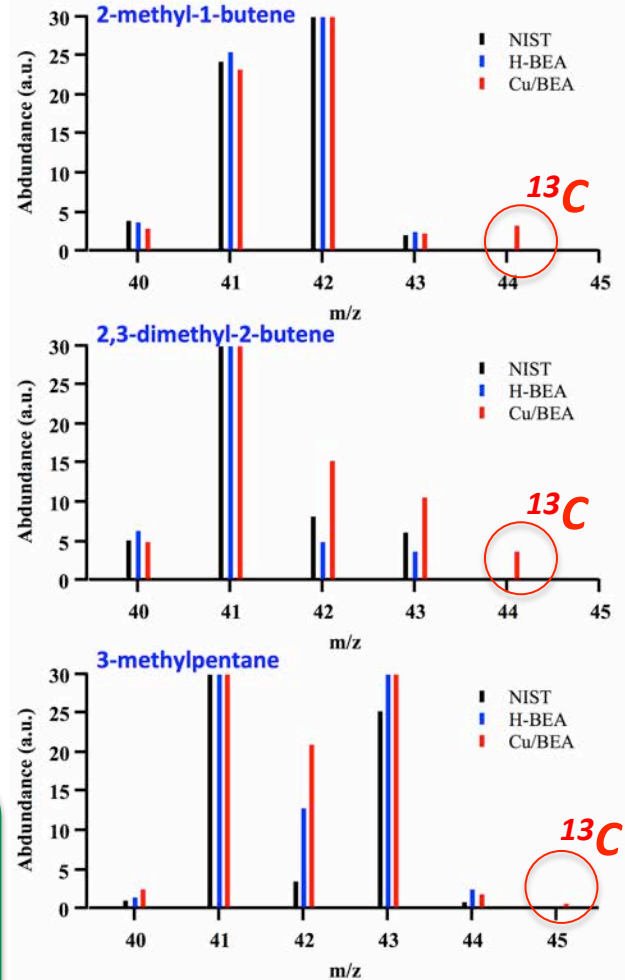 2-methyl-1-butene
Abdundance (a.u.)
30
25
20
15
10
5
0
NIST
H-BEA
Cu/BEA
13C
40 41 42 43 44 45
m/z
2,3-dimethyl-2-butene
Abdundance (a.u.)
30
25
20
15
10
5
0
NIST
H-BEA
Cu/BEA
13C
40 41 42 43 44 45
m/z
3-methylpentane
Abdundance (a.u.)
30
25
20
15
10
5
0
NIST
H-BEA
Cu/BEA
13C
40 41 42 43 44 45
m/z